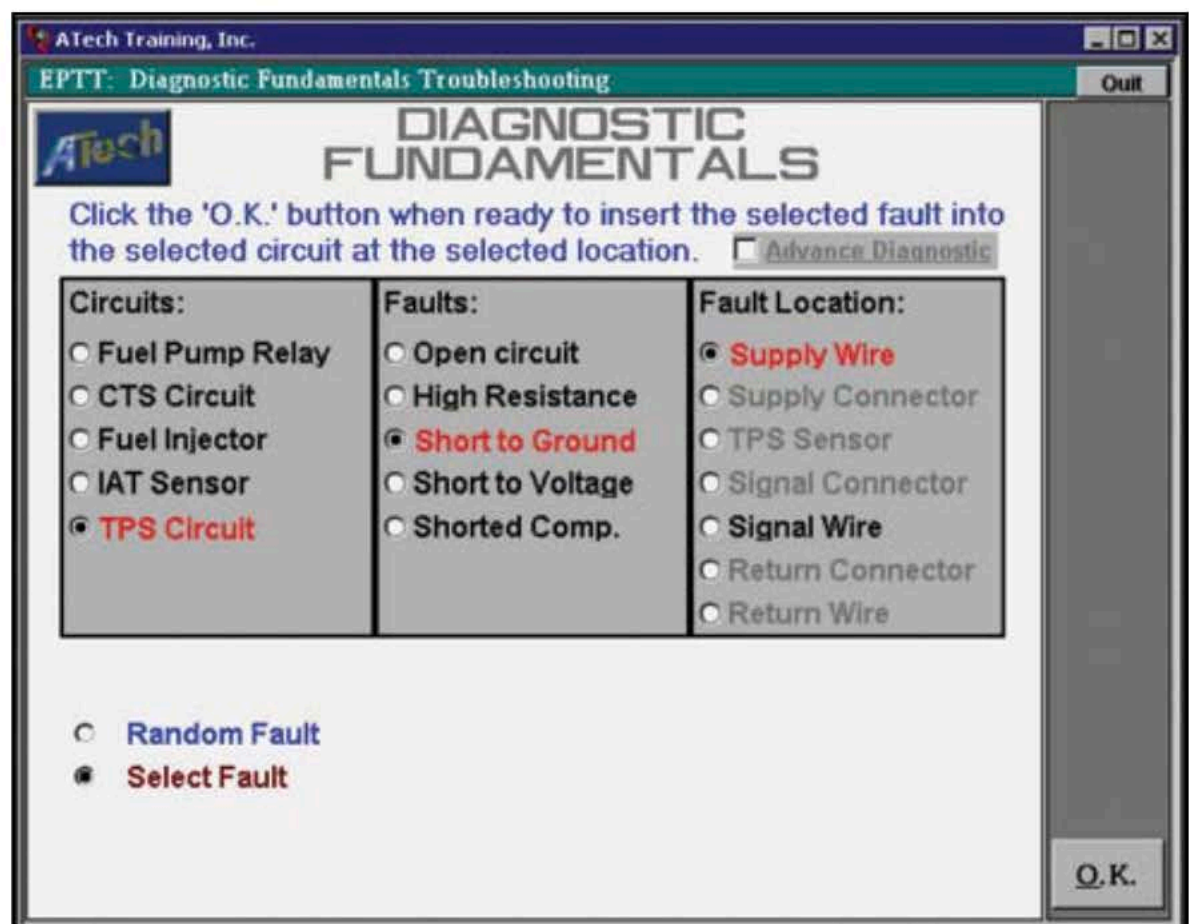 ATech Training, Inc.
EPTT: Diagnostic Fundamentals Troubleshooting
Quit
ATech
DIAGNOSTIC
FUNDAMENTALS
Click the 'O.K.' button when ready to insert the selected fault into
the selected circuit at the selected location.
Advance Diagnostic
Circuits:
Fuel Pump Relay
CTS Circuit
Fuel Injector
IAT Sensor
TPS Circuit
Faults:
Open circuit
High Resistance
Short to Ground
Short to Voltage
Shorted Comp.
Fault Location:
Supply Wire
Supply Connector
TPS Sensor
Signal Connector
Signal Wire
Return Connector
Return Wire
Random Fault
Select Fault
O.K.